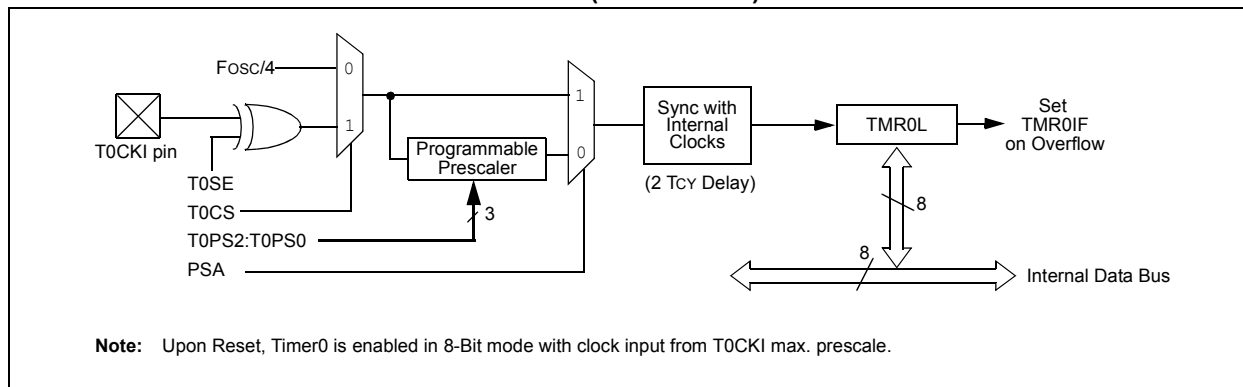 Fosc/4
0
1
T0CKI pin
T0SE
T0CS
T0PS2:T0PS0
PSA
Programmable
Prescaler
3
1
0
Sync with
Internal
Clocks
(2 TCY Delay)
TMR0L
Set
TMR0IF
on Overflow
8
8
Internal Data Bus
Note: Upon Reset, Timer0 is enabled in 8-Bit mode with clock input from T0CKI max. prescale.